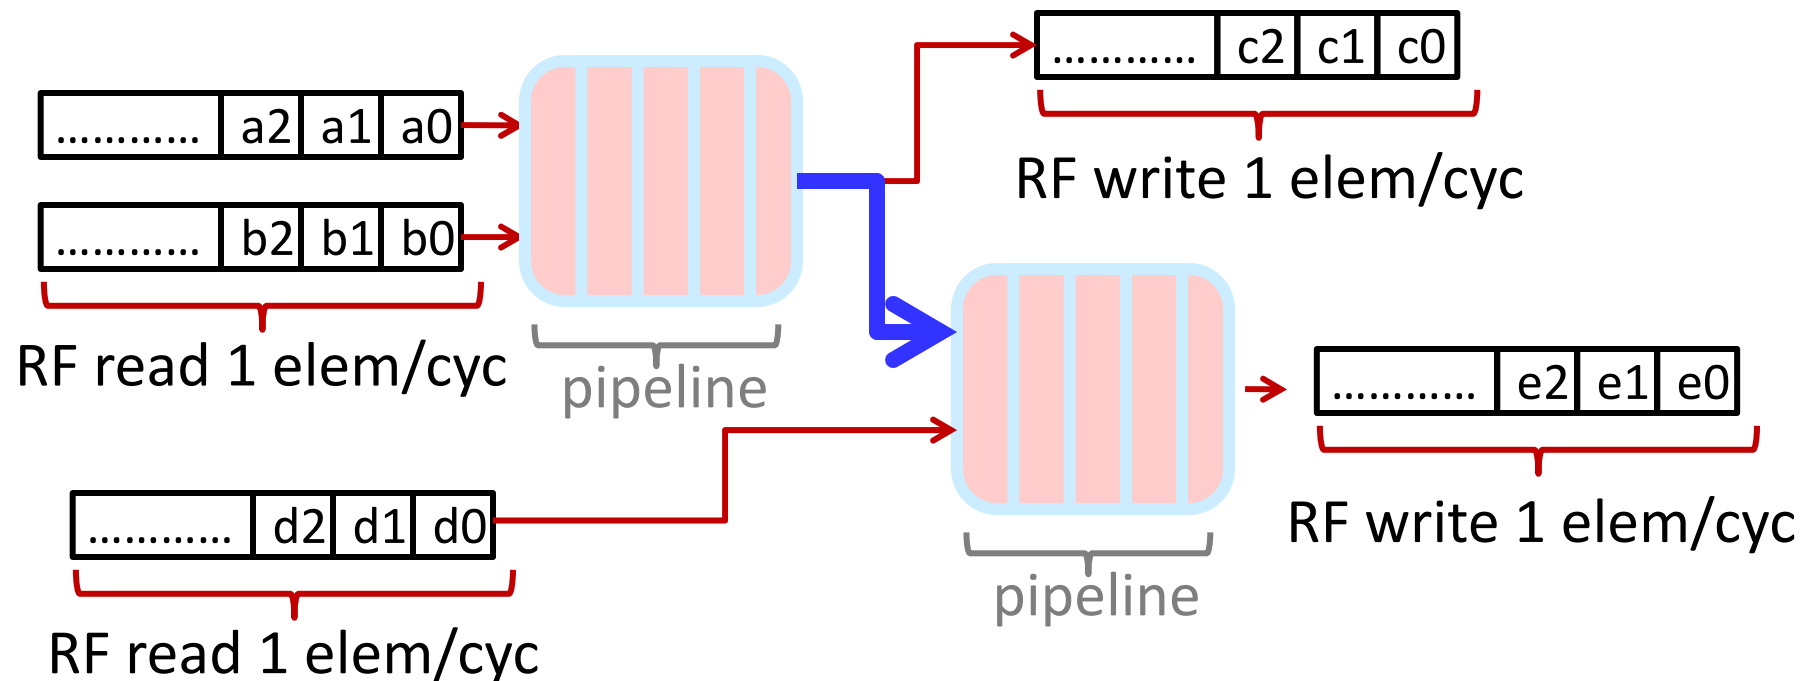 ............ c2 c1 c0
............ a2 a1 a0
RF write 1 elem/cyc
............ b2 b1 b0
RF read 1 elem/cyc
pipeline
............ e2 e1 e0
............ d2 d1 d0
RF write 1 elem/cyc
pipeline
RF read 1 elem/cyc